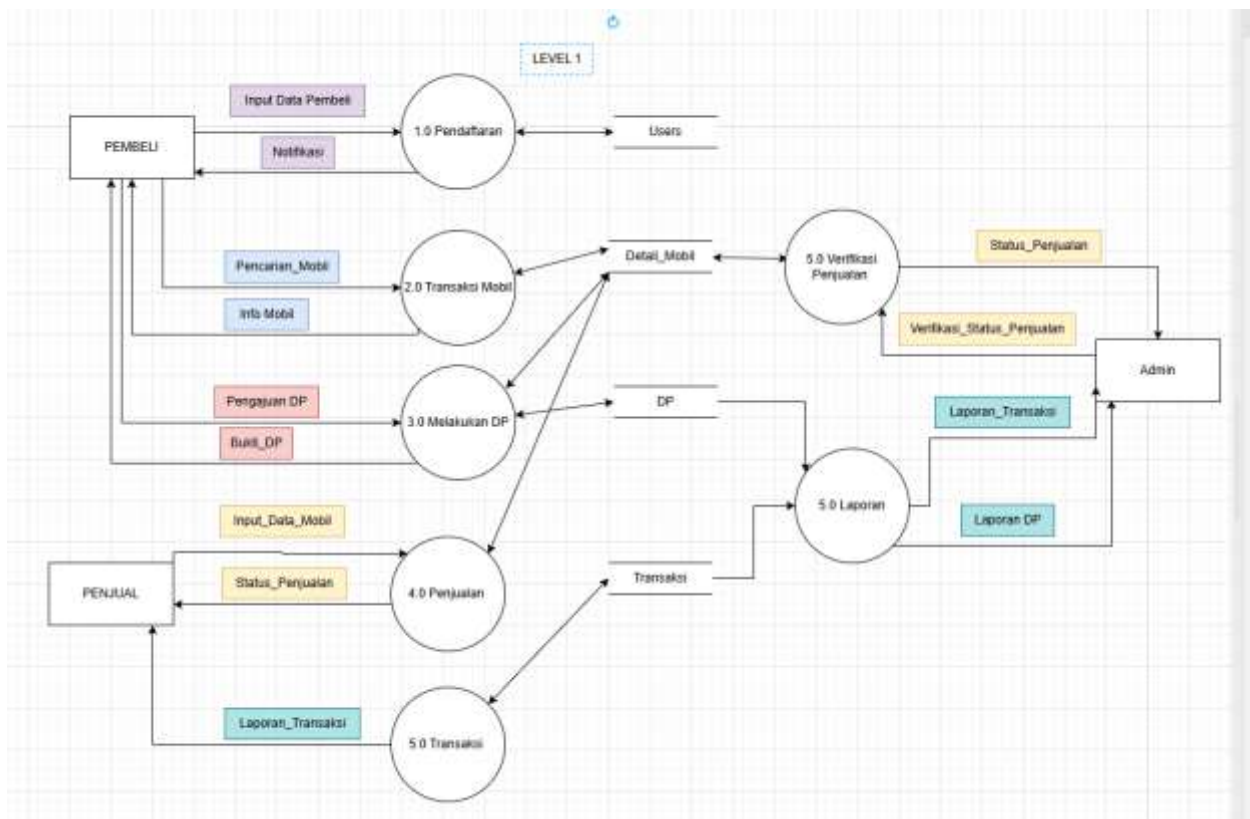 LEVEL 1
Input Data Pembeli
PEMBELI
1.0 Pendaftaran
Users
Notifikasi
Pencarian_Mobil
2.0 Transaksi Mobil
Info Mobil
Detail_Mobil
5.0 Verifikasi
Penjualan
Status_Penjualan
Verifikasi_Status_Penjualan
Admin
Pengajuan DP
3.0 Melakukan DP
Bukti_DP
DP
Laporan_Transaksi
5.0 Laporan
Laporan DP
Input_Data_Mobil
PENJUAL
Status_Penjualan
4.0 Penjualan
Transaksi
Laporan_Transaksi
5.0 Transaksi